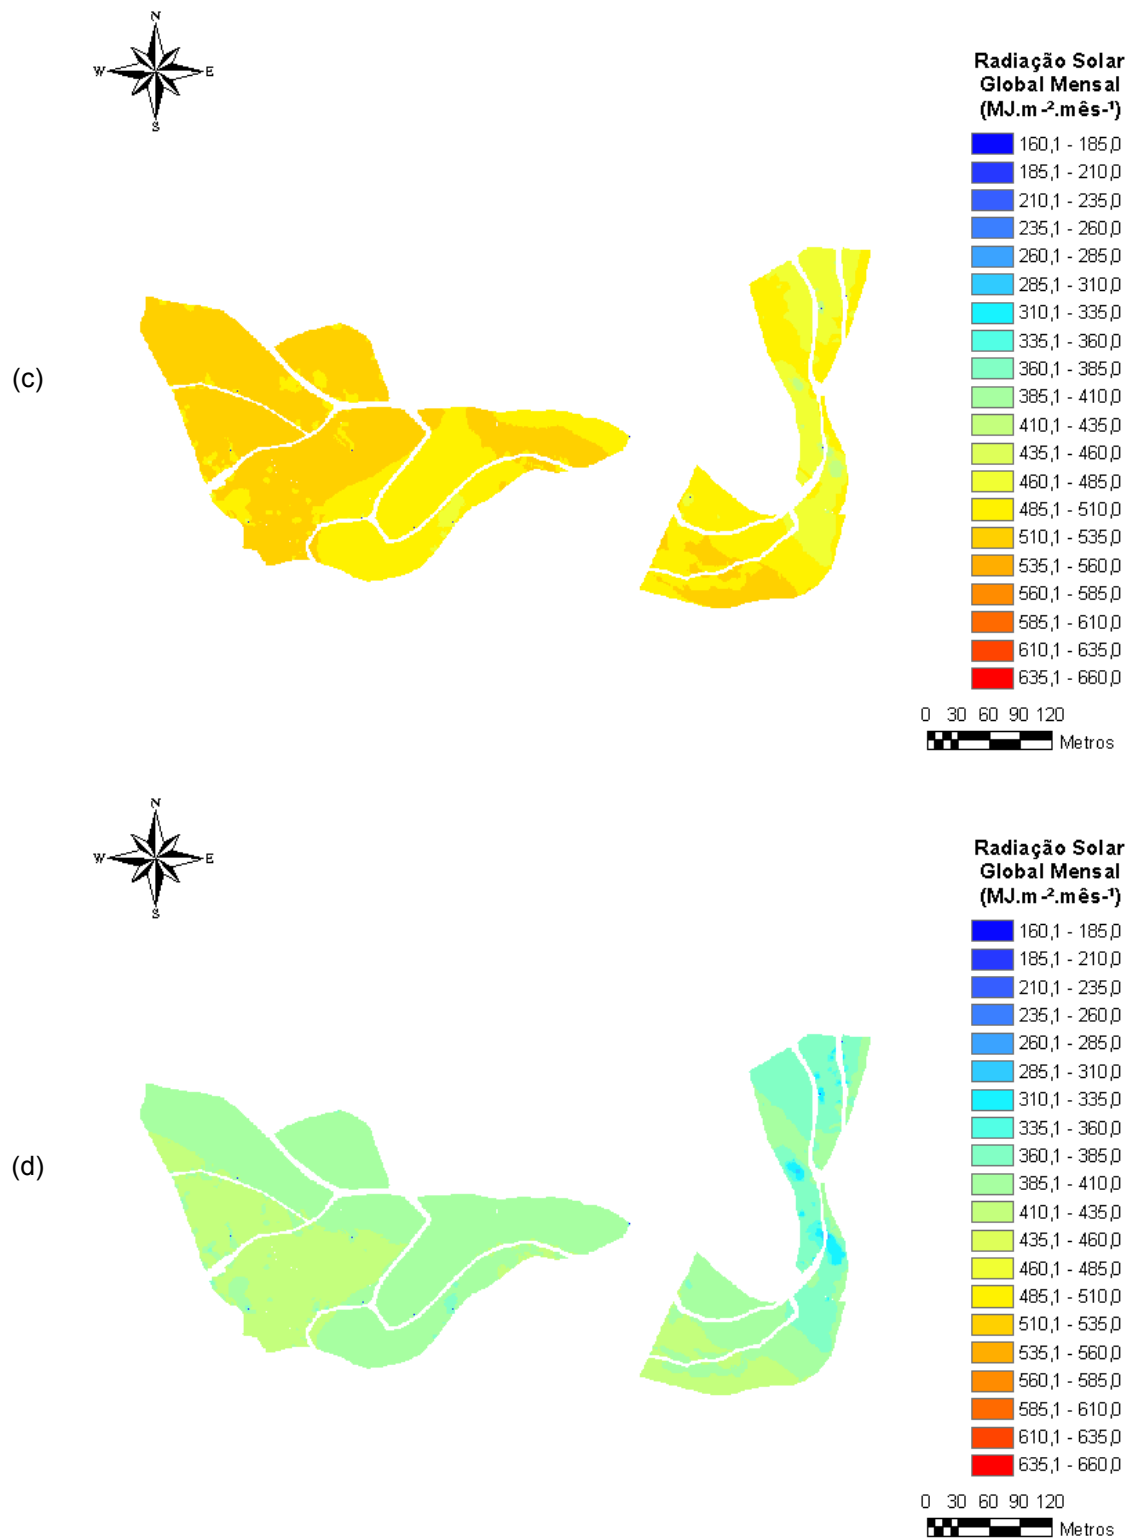 N
W E
S
Radiação Solar
Global Mensal
(MJ.m-².mês-¹)
160,1 - 185,0
185,1 - 210,0
210,1 - 235,0
235,1 - 260,0
260,1 - 285,0
285,1 - 310,0
310,1 - 335,0
335,1 - 360,0
360,1 - 385,0
385,1 - 410,0
410,1 - 435,0
435,1 - 460,0
460,1 - 485,0
485,1 - 510,0
510,1 - 535,0
535,1 - 560,0
560,1 - 585,0
585,1 - 610,0
610,1 - 635,0
635,1 - 660,0
(c)
0 30 60 90 120
Metros
N
W E
S
Radiação Solar
Global Mensal
(MJ.m-².mês-¹)
160,1 - 185,0
185,1 - 210,0
210,1 - 235,0
235,1 - 260,0
260,1 - 285,0
285,1 - 310,0
310,1 - 335,0
335,1 - 360,0
360,1 - 385,0
385,1 - 410,0
410,1 - 435,0
435,1 - 460,0
460,1 - 485,0
485,1 - 510,0
510,1 - 535,0
535,1 - 560,0
560,1 - 585,0
585,1 - 610,0
610,1 - 635,0
635,1 - 660,0
(d)
0 30 60 90 120
Metros